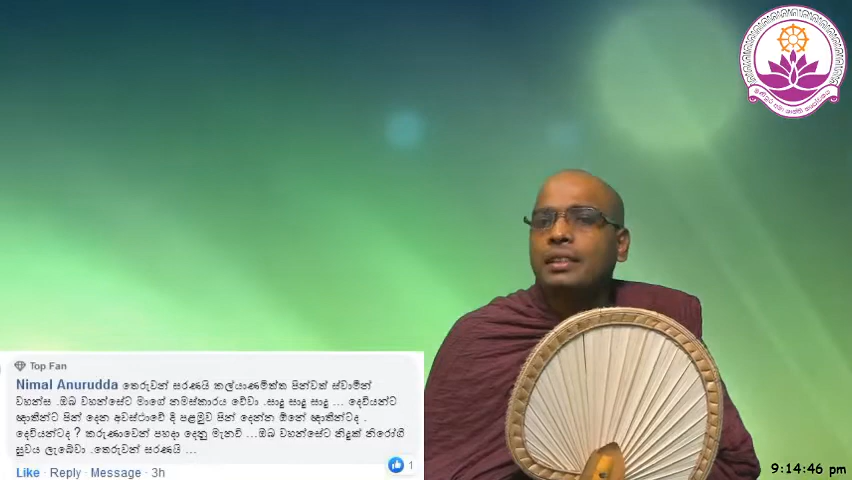 Top Fan
Nimal Anurudda තෙරුවන් සරණයි කල්යාණමිත්ත පින්වත් ස්වාමීන්
වහන්ස .ඔබ වහන්සේට මාගේ නමස්කාරය වේවා .සාදු සාදු සාදු ... දෙවියන්ට
ඥාතීන්ට පින් දෙන අවස්ථාවේ දී පළමුව පින් දෙන්න ඕනේ ඥාතීන්ටද .
දෙවියන්ටද ? කරුණාවෙන් පහදා දෙනු මැනවි ...ඔබ වහන්සේට නිදුක් නිරෝගී
සුවය ලැබේවා .තෙරුවන් සරණයි ...
Like · Reply · Message · 3h
1
9:14:46 pm